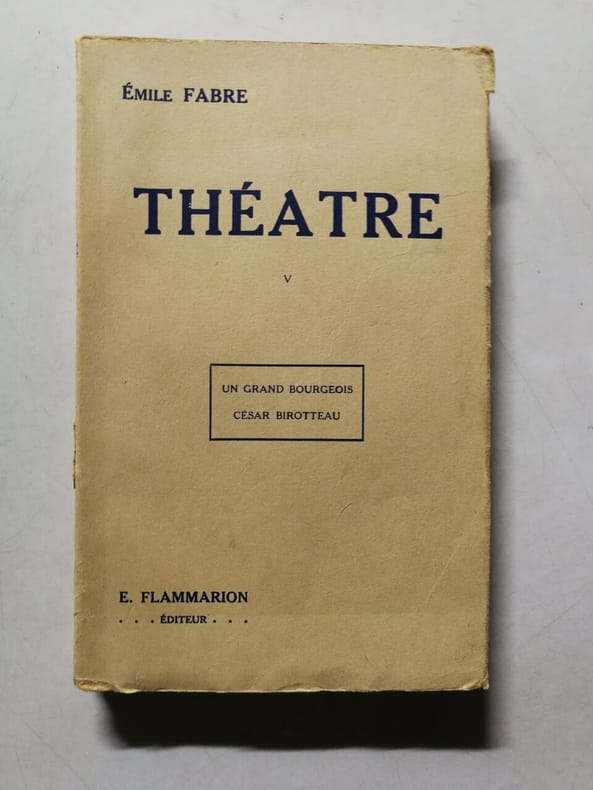 Émile FABRE
THÉATRE
V
UN GRAND BOURGEOIS
CÉSAR BIROTTEAU
E. FLAMMARION
. . . ÉDITEUR . . .